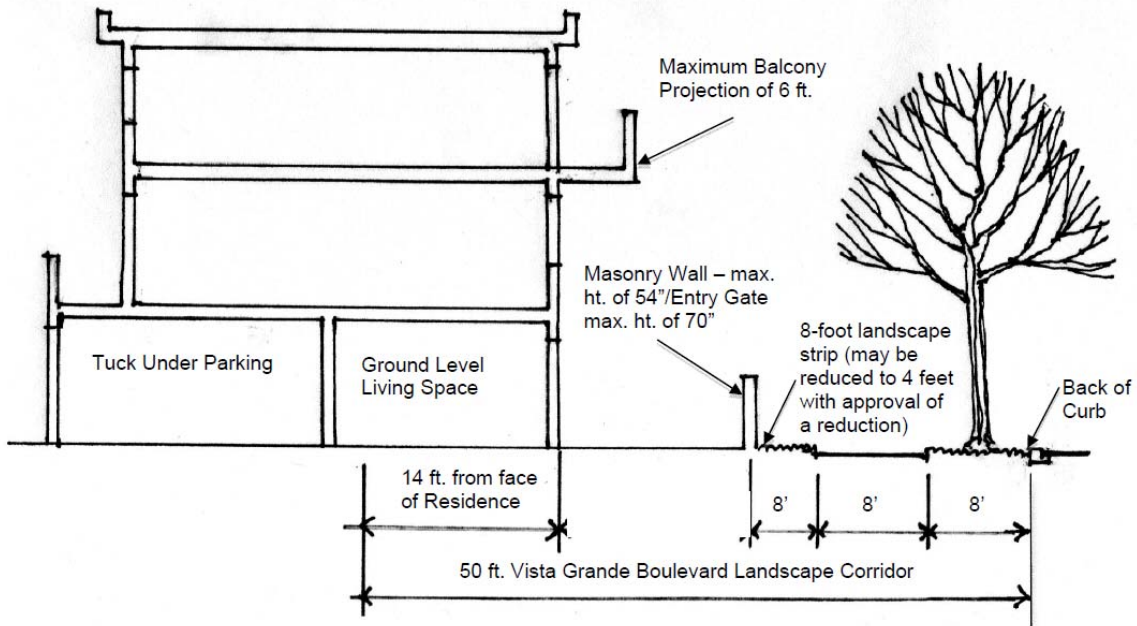 Maximum Balcony
Projection of 6 ft.
Masonry Wall – max.
ht. of 54”/Entry Gate
max. ht. of 70”
8-foot landscape
strip (may be
reduced to 4 feet
with approval of
a reduction)
Back of
Curb
Tuck Under Parking
Ground Level
Living Space
14 ft. from face
of Residence
8’
8’
8’
50 ft. Vista Grande Boulevard Landscape Corridor